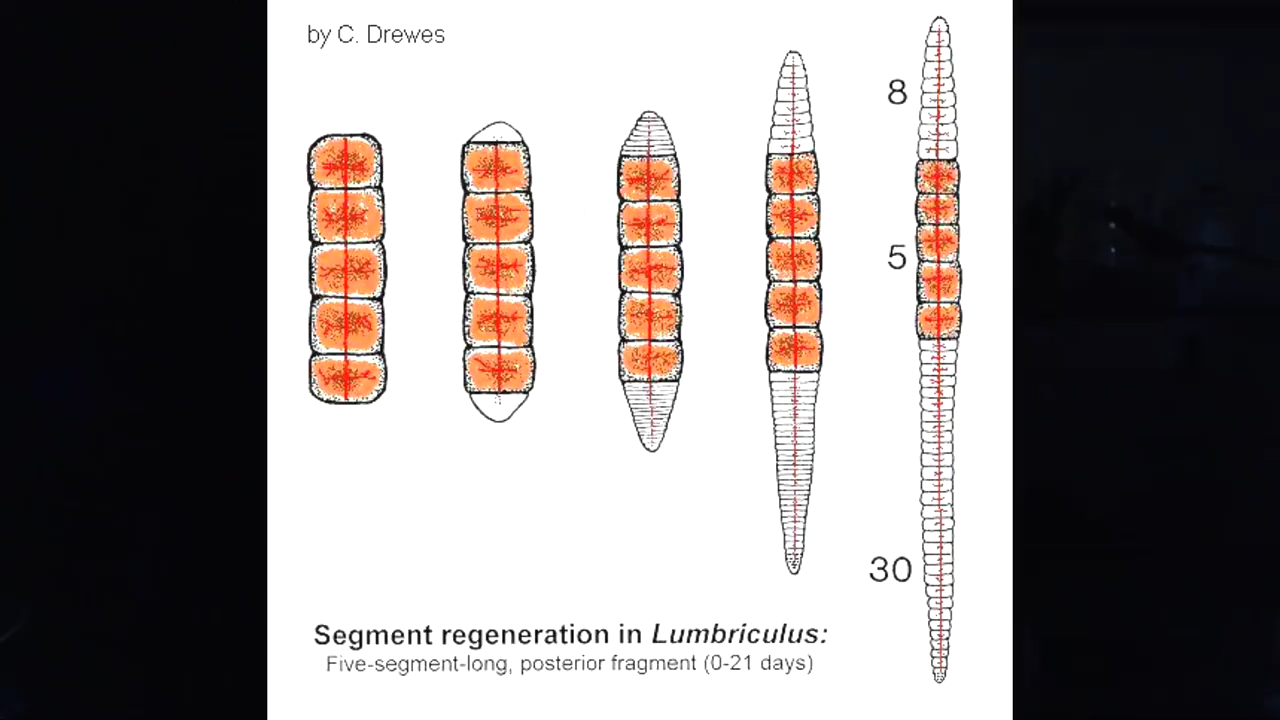 by C. Drewes
8
5
30
Segment regeneration in Lumbriculus:
Five-segment-long, posterior fragment (0-21 days)